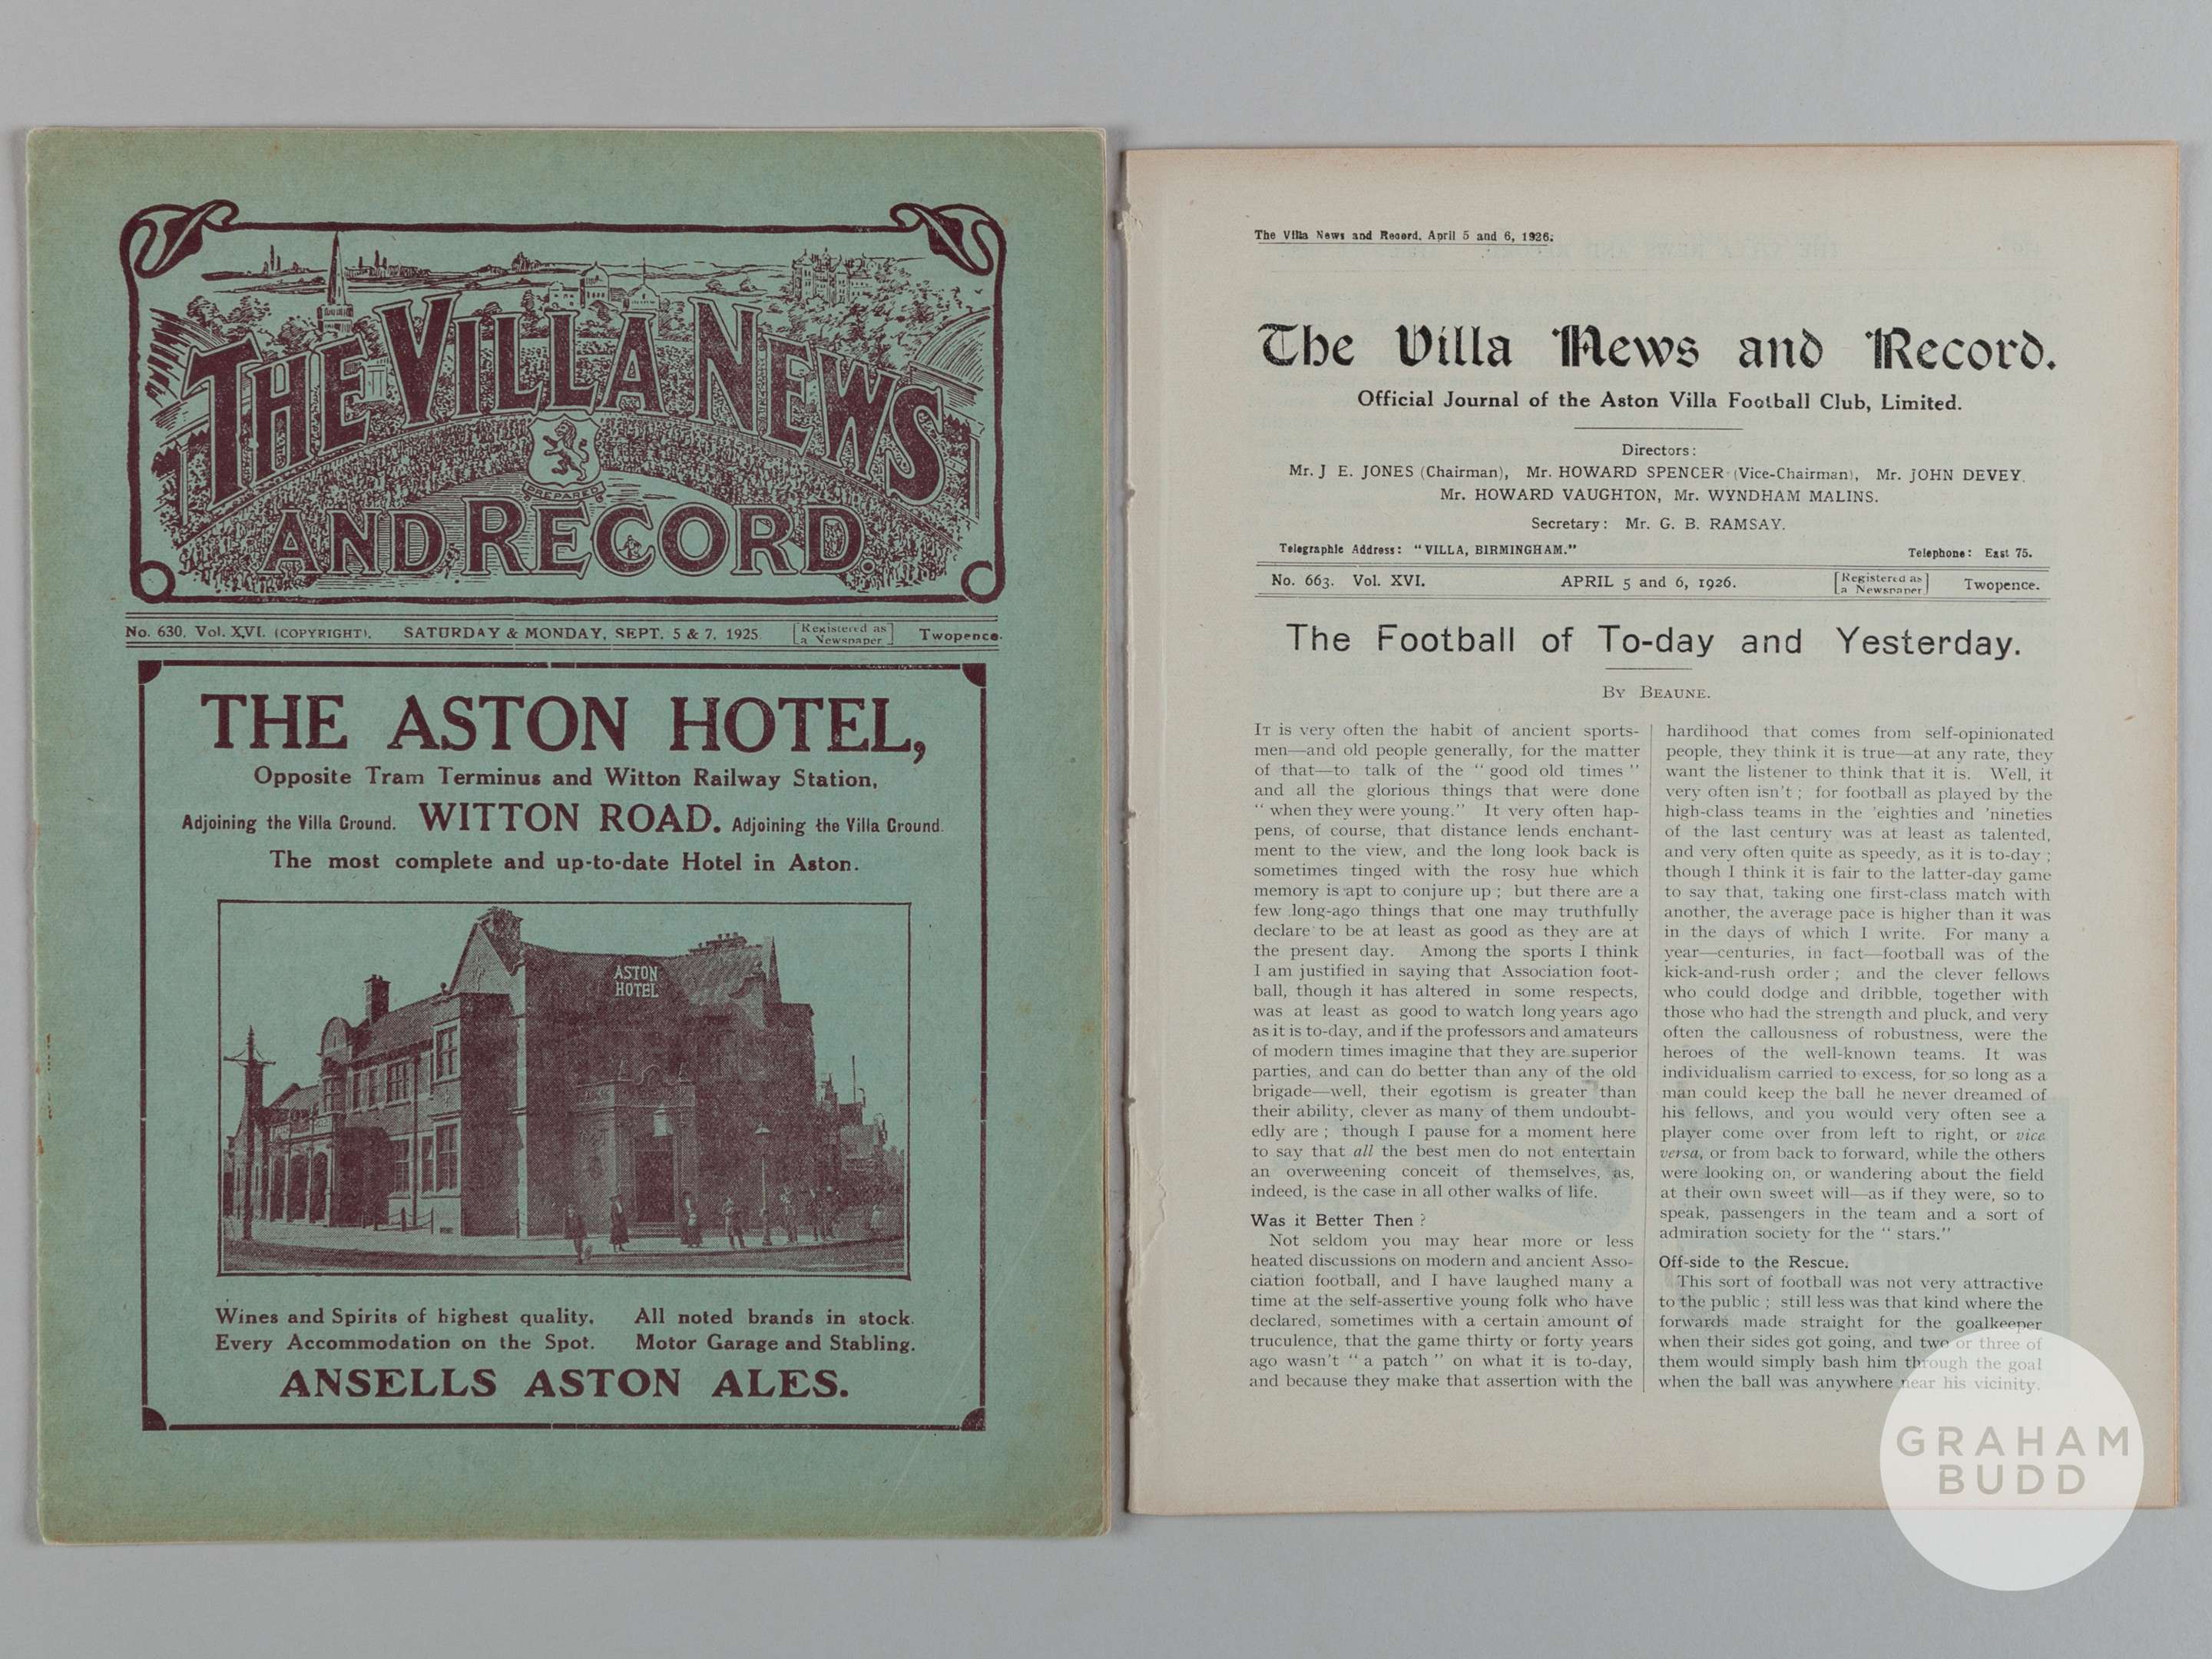 THE VILLA NEWS
PREPARED
AND RECORD.
No. 630. Vol. XVI. (COPYRIGHT). SATURDAY & MONDAY, SEPT. 5 & 7, 1925. [Registered as a Newspaper] Twopence.
THE ASTON HOTEL,
Opposite Tram Terminus and Witton Railway Station,
Adjoining the Villa Ground. WITTON ROAD. Adjoining the Villa Ground.
The most complete and up-to-date Hotel in Aston.
ASTON
HOTEL
Wines and Spirits of highest quality. All noted brands in stock.
Every Accommodation on the Spot. Motor Garage and Stabling.
ANSELLS ASTON ALES.
The Villa News and Record, April 5 and 6, 1926.
The Villa News and Record.
Official Journal of the Aston Villa Football Club, Limited.
Directors:
Mr. J E. JONES (Chairman), Mr. HOWARD SPENCER (Vice-Chairman), Mr. JOHN DEVEY.
Mr. HOWARD VAUGHTON, Mr. WYNDHAM MALINS.
Secretary: Mr. G. B. RAMSAY.
Telegraphic Address: "VILLA, BIRMINGHAM." Telephone: East 75.
No. 663. Vol. XVI. APRIL 5 and 6, 1926. [Registered as a Newspaper] Twopence.
The Football of To-day and Yesterday.
BY BEAUNE.
IT is very often the habit of ancient sports-
men—and old people generally, for the matter
of that—to talk of the "good old times"
and all the glorious things that were done
"when they were young." It very often hap-
pens, of course, that distance lends enchant-
ment to the view, and the long look back is
sometimes tinged with the rosy hue which
memory is apt to conjure up; but there are a
few long-ago things that one may truthfully
declare to be at least as good as they are at
the present day. Among the sports I think
I am justified in saying that Association foot-
ball, though it has altered in some respects,
was at least as good to watch long years ago
as it is to-day, and if the professors and amateurs
of modern times imagine that they are superior
parties, and can do better than any of the old
brigade—well, their egotism is greater than
their ability, clever as many of them undoubt-
edly are; though I pause for a moment here
to say that all the best men do not entertain
an overweening conceit of themselves, as,
indeed, is the case in all other walks of life.
Was it Better Then?
Not seldom you may hear more or less
heated discussions on modern and ancient Asso-
ciation football, and I have laughed many a
time at the self-assertive young folk who have
declared, sometimes with a certain amount of
truculence, that the game thirty or forty years
ago wasn't "a patch" on what it is to-day,
and because they make that assertion with the
hardihood that comes from self-opinionated
people, they think it is true—at any rate, they
want the listener to think that it is. Well, it
very often isn't; for football as played by the
high-class teams in the 'eighties and 'nineties
of the last century was at least as talented,
and very often quite as speedy, as it is to-day;
though I think it is fair to the latter-day game
to say that, taking one first-class match with
another, the average pace is higher than it was
in the days of which I write. For many a
year—centuries, in fact—football was of the
kick-and-rush order; and the clever fellows
who could dodge and dribble, together with
those who had the strength and pluck, and very
often the callousness of robustness, were the
heroes of the well-known teams. It was
individualism carried to excess, for so long as a
man could keep the ball he never dreamed of
his fellows, and you would very often see a
player come over from left to right, or vice
versa, or from back to forward, while the others
were looking on, or wandering about the field
at their own sweet will—as if they were, so to
speak, passengers in the team and a sort of
admiration society for the "stars."
Off-side to the Rescue.
This sort of football was not very attractive
to the public; still less was that kind where the
forwards made straight for the goalkeeper
when their sides got going, and two or three of
them would simply bash him through the goal
when the ball was anywhere near his vicinity.
GRAHAM
BUDD